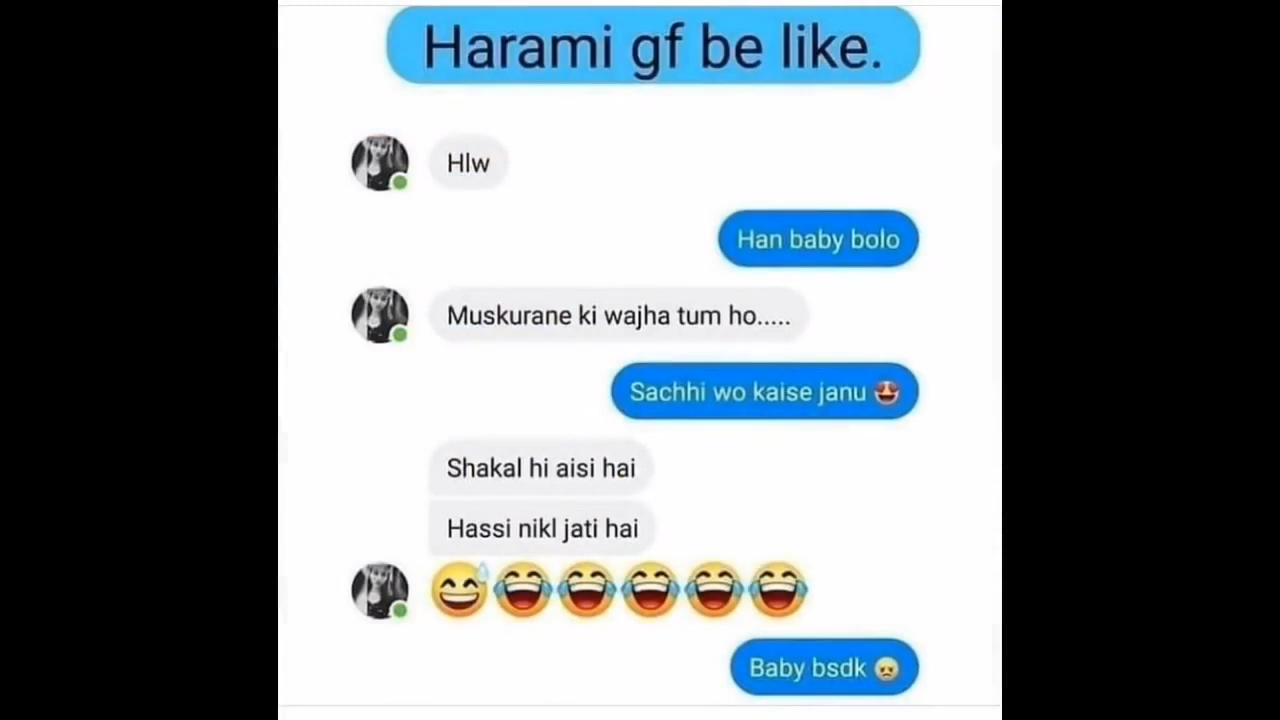 Harami gf be like.
Hlw
Han baby bolo
Muskurane ki wajha tum ho.....
Sachhi wo kaise janu 🤩
Shakal hi aisi hai
Hassi nikl jati hai
😅😂😂😂😂😂
Baby bsdk 😞